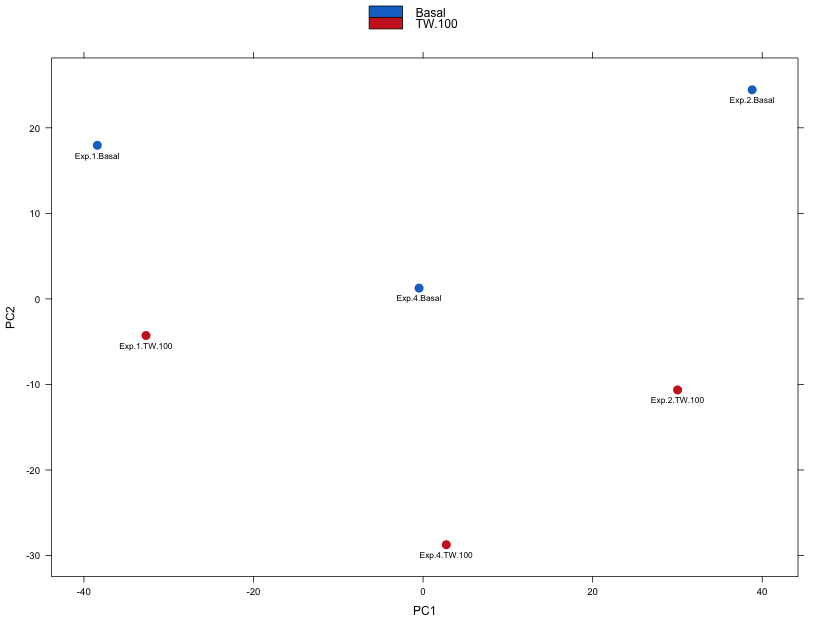 Basal
TW.100
Exp.2.Basal
20
Exp.1.Basal
10
0
Exp.4.Basal
PC2
Exp.1.TW.100
-10
Exp.2.TW.100
-20
-30
Exp.4.TW.100
-40
-20
0
20
40
PC1